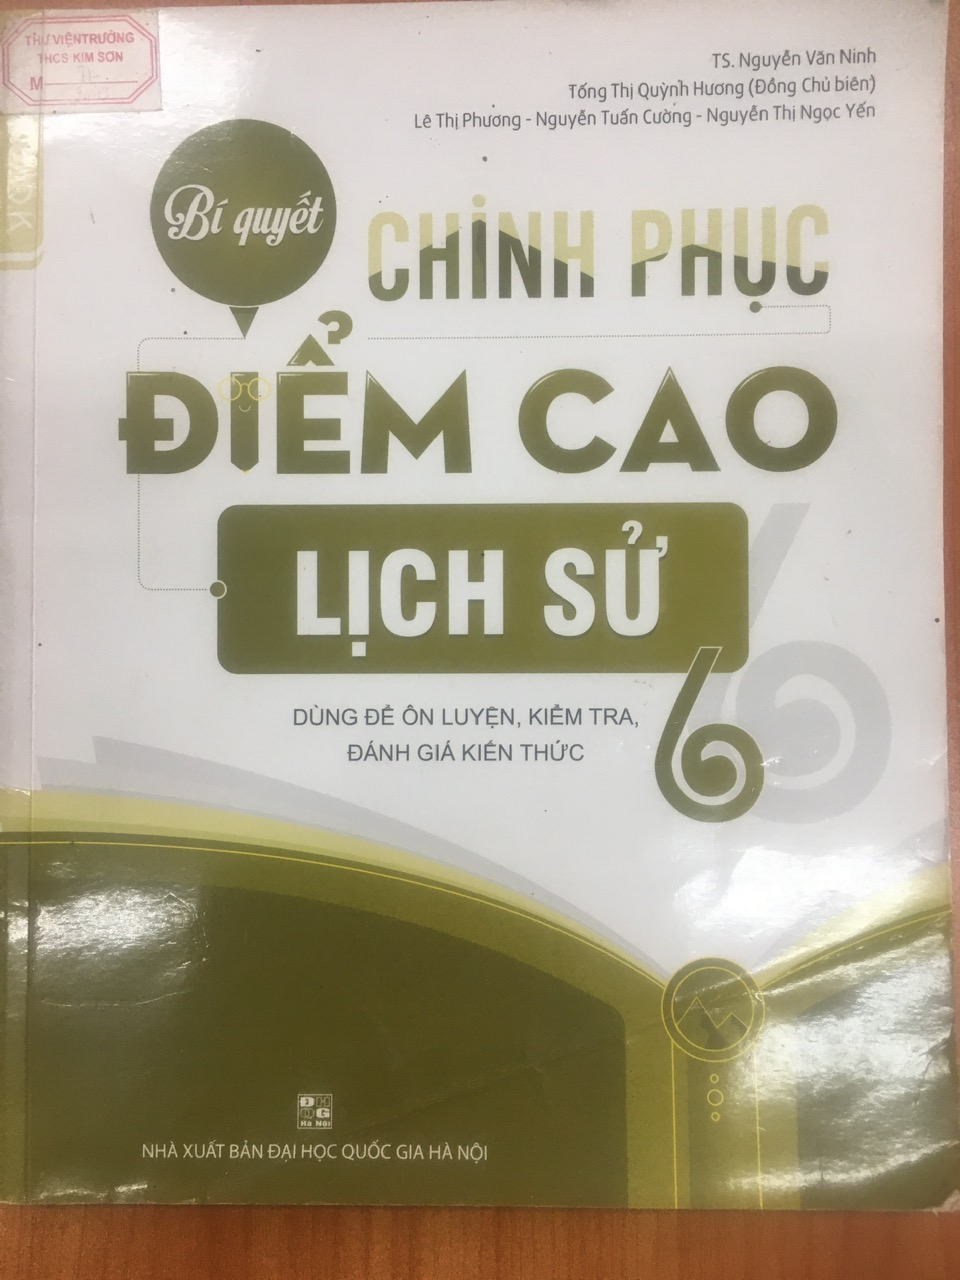 THƯ VIỆN TRƯỜNG
THCS KIM SƠN
M
TS. Nguyễn Văn Ninh
Tống Thị Quỳnh Hương (Đồng Chủ biên)
Lê Thị Phương - Nguyễn Tuấn Cường - Nguyễn Thị Ngọc Yến
Bí quyết
CHINH PHỤC
ĐIỂM CAO
LỊCH SỬ
6
DÙNG ĐỂ ÔN LUYỆN, KIỂM TRA,
ĐÁNH GIÁ KIẾN THỨC
Hà Nội
NHÀ XUẤT BẢN ĐẠI HỌC QUỐC GIA HÀ NỘI